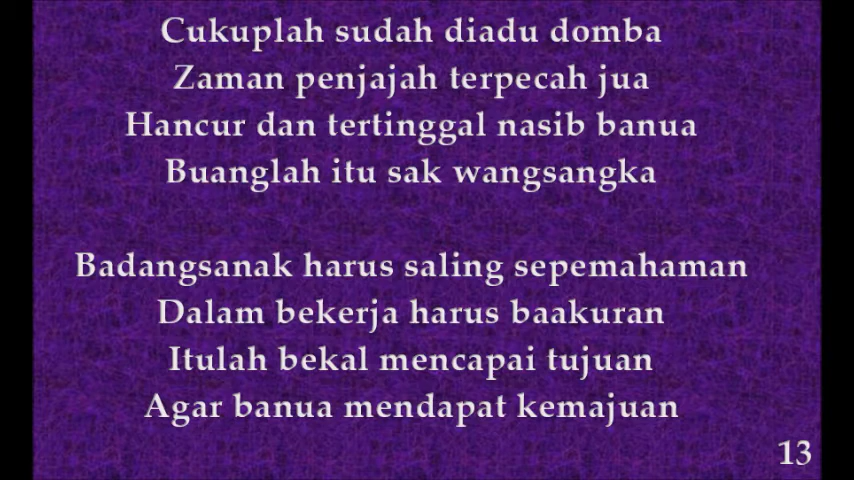 Cukuplah sudah diadu domba
Zaman penjajah terpecah jua
Hancur dan tertinggal nasib banua
Buanglah itu sak wangsangka
Badangsanak harus saling sepemahaman
Dalam bekerja harus baakuran
Itulah bekal mencapai tujuan
Agar banua mendapat kemajuan
13